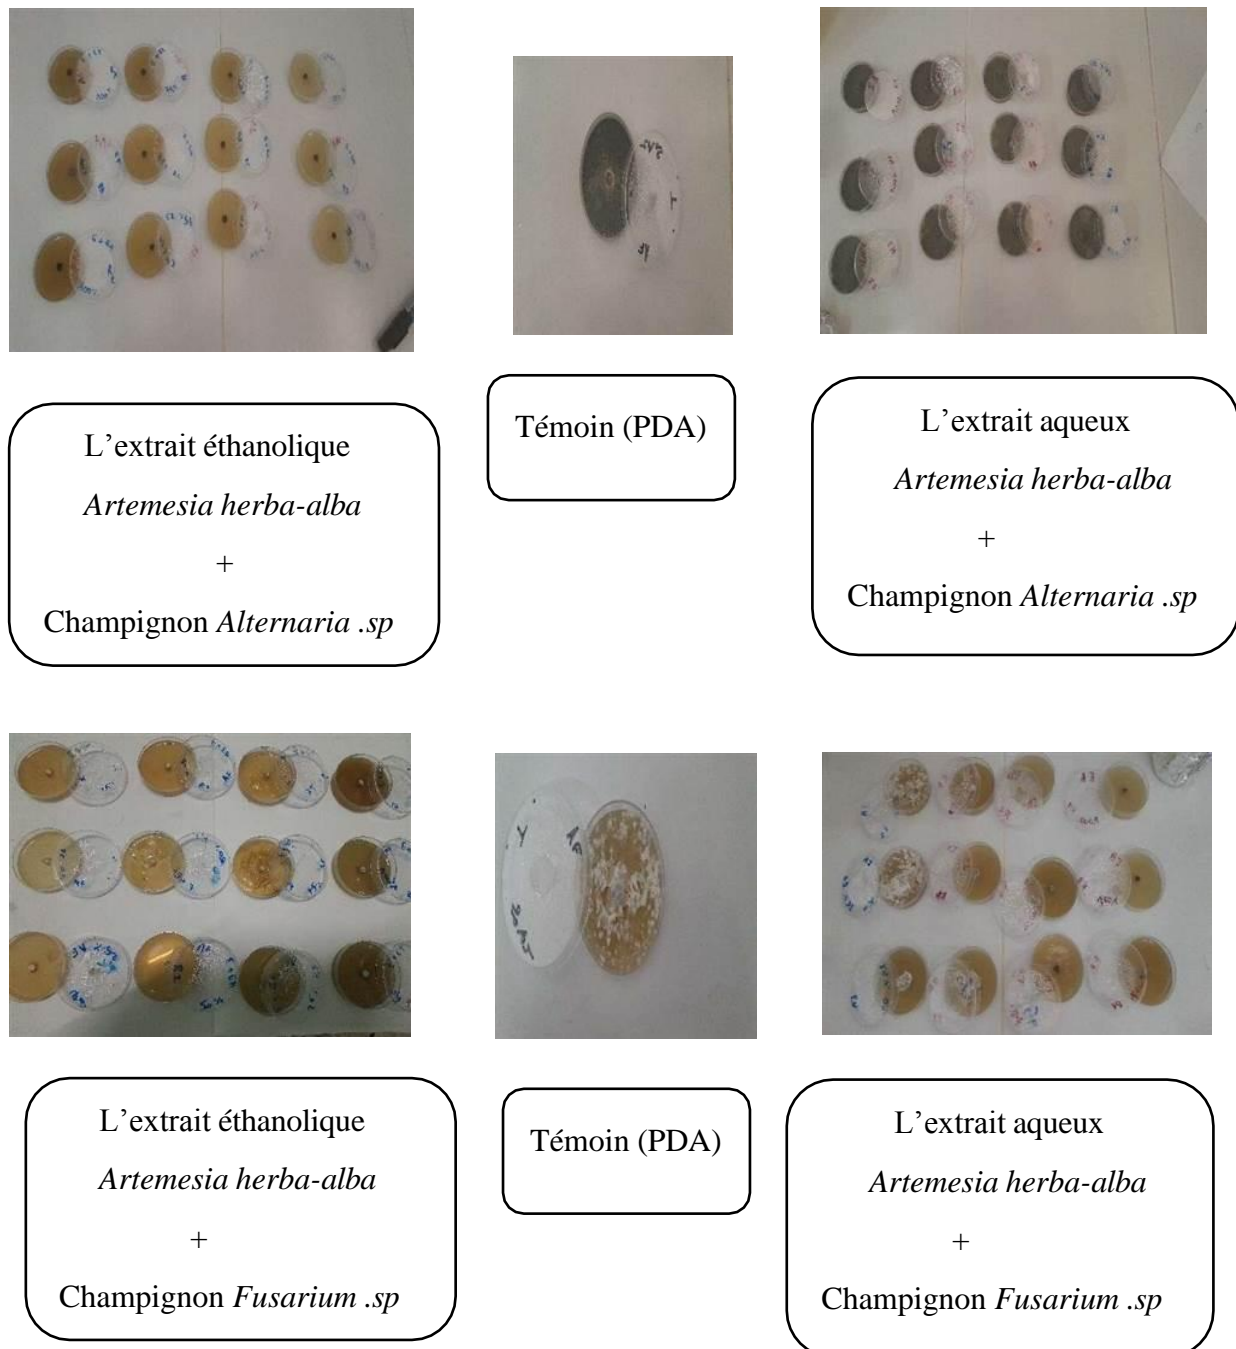 L’extrait éthanolique
Artemesia herba-alba
+
Champignon Alternaria .sp
Témoin (PDA)
L’extrait aqueux
Artemesia herba-alba
+
Champignon Alternaria .sp
L’extrait éthanolique
Artemesia herba-alba
+
Champignon Fusarium .sp
Témoin (PDA)
L’extrait aqueux
Artemesia herba-alba
+
Champignon Fusarium .sp